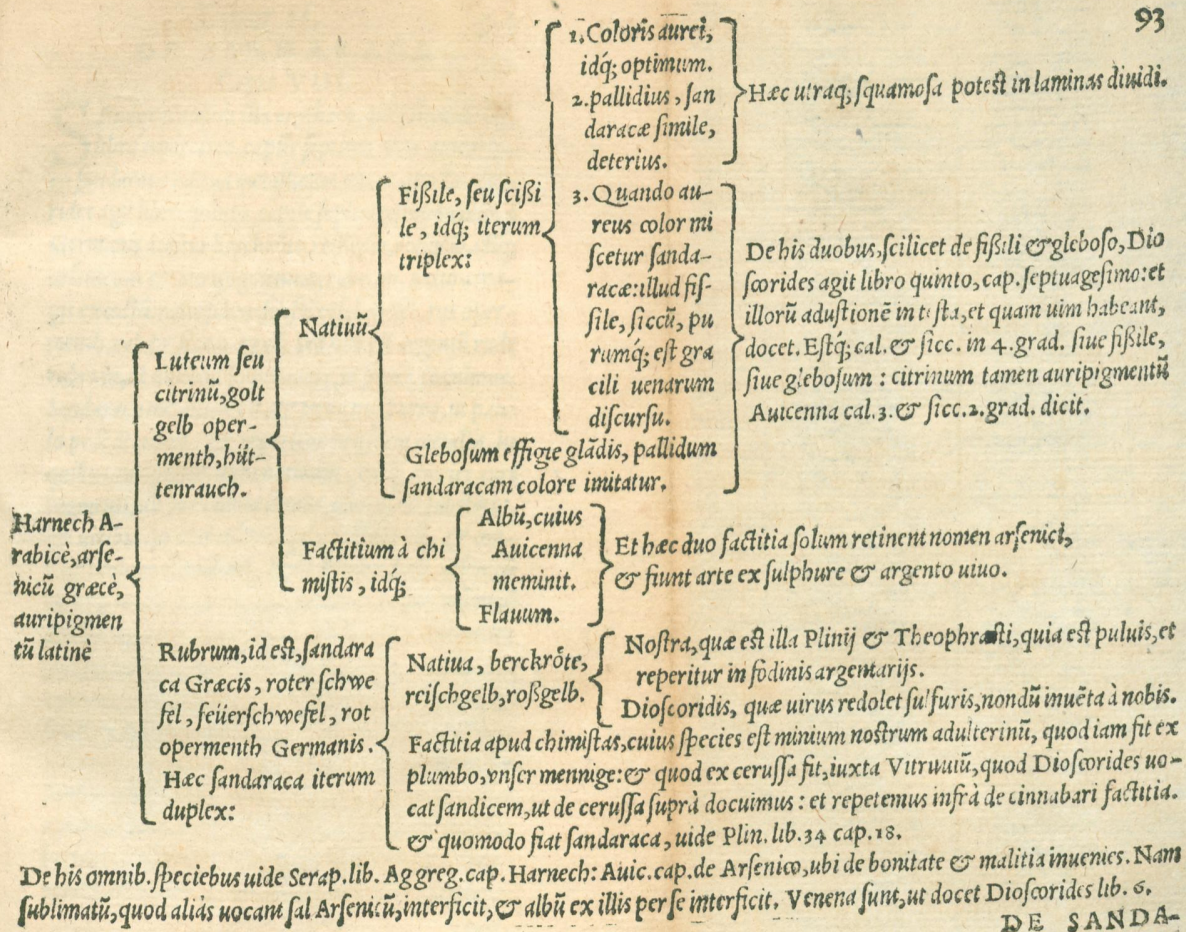 93
Harnech A-
rabicè, arſe-
nicũ græcè,
auripigmen
tũ latinè
Luteum ſeu
citrinũ, golt
gelb oper-
menth, hüt-
tenrauch.
Natiuũ
Fißile, ſeu ſcißi
le, idq́; iterum
triplex:
1. Coloris aurei,
idq́; optimum.
2. pallidius, ſan
daracæ ſimile,
deterius.
Hæc utraq; ſquamoſa poteſt in laminas diuidi.
3. Quando au-
reus color mi
ſcetur ſanda-
racæ: illud fiſ-
ſile, ſiccũ, pu
rumq́; eſt gra
cili uenarum
diſcurſu.
Gleboſum effigie glãdis, pallidum
ſandaracam colore imitatur.
De his duobus, ſcilicet de fißili & gleboſo, Dio
ſcorides agit libro quinto, cap. ſeptuageſimo: et
illorũ aduſtionẽ in teſta, et quam uim habeant,
docet. Eſtq́; cal. & ſicc. in 4. grad. ſiue fißile,
ſiue gleboſum: citrinum tamen auripigmentũ
Auicenna cal. 3. & ſicc. 2. grad. dicit.
Factitium à chi
miſtis, idq́;
Albũ, cuius
Auicenna
meminit.
Flauum.
Et hæc duo factitia ſolum retinent nomen arſenici,
& fiunt arte ex ſulphure & argento uiuo.
Rubrum, id eſt, ſandara
ca Græcis, roter ſchwe
fel, feüerſchwefel, rot
opermenth Germanis.
Hæc ſandaraca iterum
duplex:
Natiua, berckröte,
reiſchgelb, roßgelb.
Noſtra, quæ eſt illa Plinij & Theophraſti, quia eſt puluis, et
reperitur in fodinis argentarijs.
Dioſcoridis, quæ uirus redolet ſulfuris, nondũ inuẽta à nobis.
Factitia apud chimiſtas, cuius ſpecies eſt minium noſtrum adulterinũ, quod iam fit ex
plumbo, vnſer mennige: & quod ex ceruſſa fit, iuxta Vitruuiũ, quod Dioſcorides uo-
cat ſandicem, ut de ceruſſa ſuprà docuimus: et repetemus infrà de cinnabari factitia.
& quomodo fiat ſandaraca, uide Plin. lib. 34 cap. 18.
De his omnib. ſpeciebus uide Serap. lib. Aggreg. cap. Harnech: Auic. cap. de Arſenico, ubi de bonitate & malitia inuenies. Nam
ſublimatũ, quod aliàs uocant ſal Arſenicũ, interficit, & albũ ex illis per ſe interficit. Venena ſunt, ut docet Dioſcorides lib. 6.
DE SANDA-